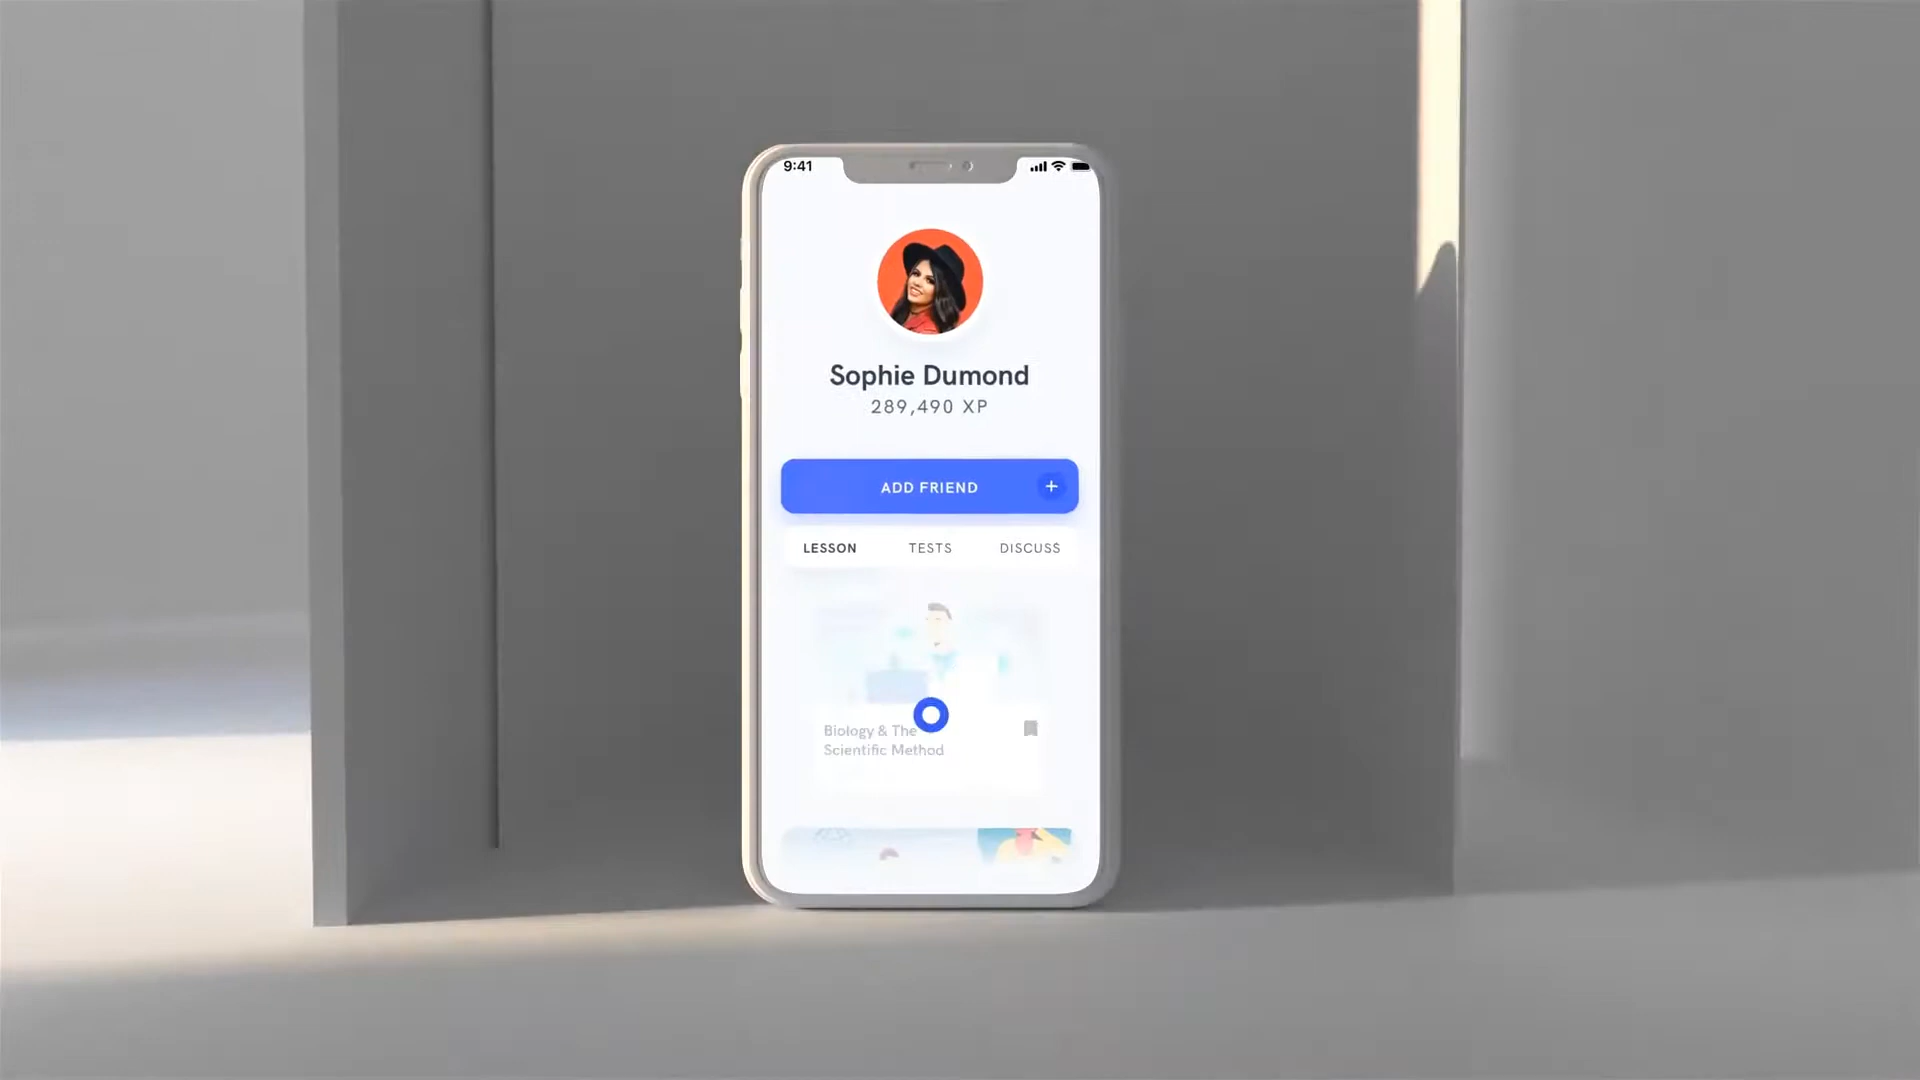 9:41
Sophie Dumond
289,490 XP
ADD FRIEND +
LESSON TESTS DISCUSS
Biology & The
Scientific Method